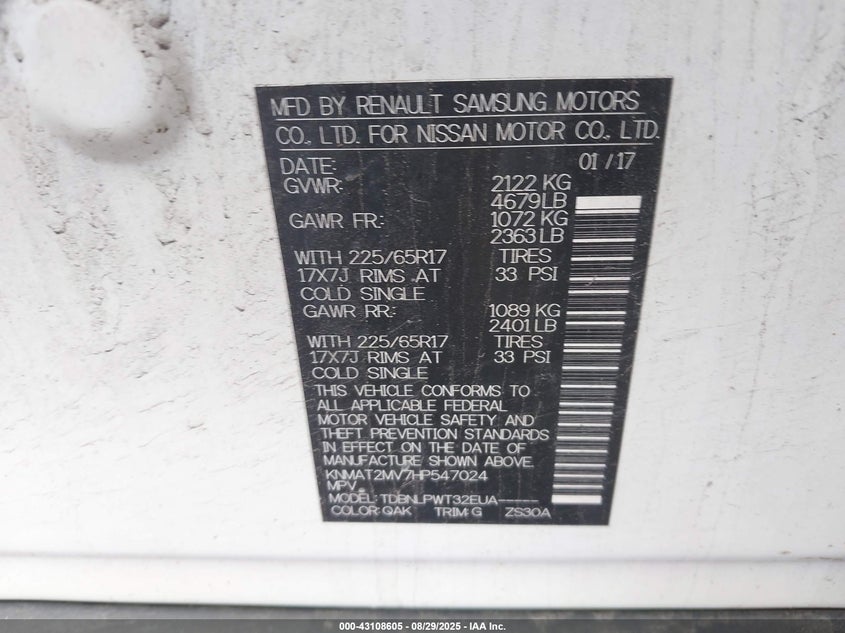 MFD BY RENAULT SAMSUNG MOTORS
CO., LTD. FOR NISSAN MOTOR CO., LTD.
DATE: 01 / 17
GVWR: 2122 KG
4679LB
GAWR FR: 1072 KG
2363 LB
WITH 225/65R17 TIRES
17X7J RIMS AT 33 PSI
COLD SINGLE
GAWR RR: 1089 KG
2401 LB
WITH 225/65R17 TIRES
17X7J RIMS AT 33 PSI
COLD SINGLE
THIS VEHICLE CONFORMS TO
ALL APPLICABLE FEDERAL
MOTOR VEHICLE SAFETY AND
THEFT PREVENTION STANDARDS
IN EFFECT ON THE DATE OF
MANUFACTURE SHOWN ABOVE.
KNMAT2MV7HP547024
MPV
MODEL: TDBNLPWT32EUA-----
COLOR: QAK TRIM: G ZS30A
000-43108605 - 08/29/2025 - IAA Inc.